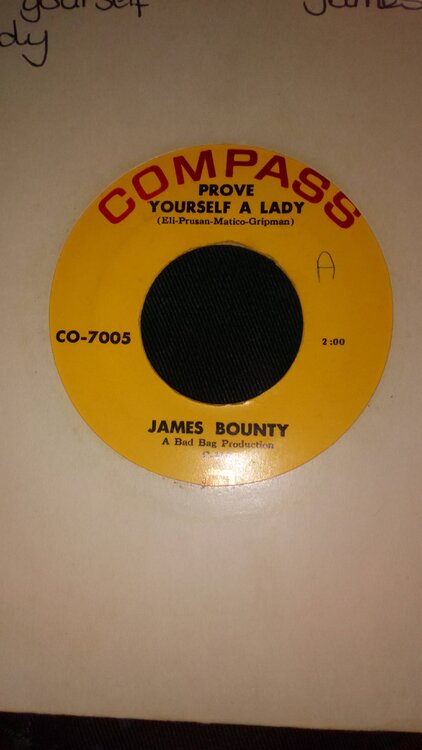 yourself James
dy
COMPASS
PROVE
YOURSELF A LADY
(Eli-Prusan-Matico-Gripman)
A
CO-7005 2:00
JAMES BOUNTY
A Bad Bag Production